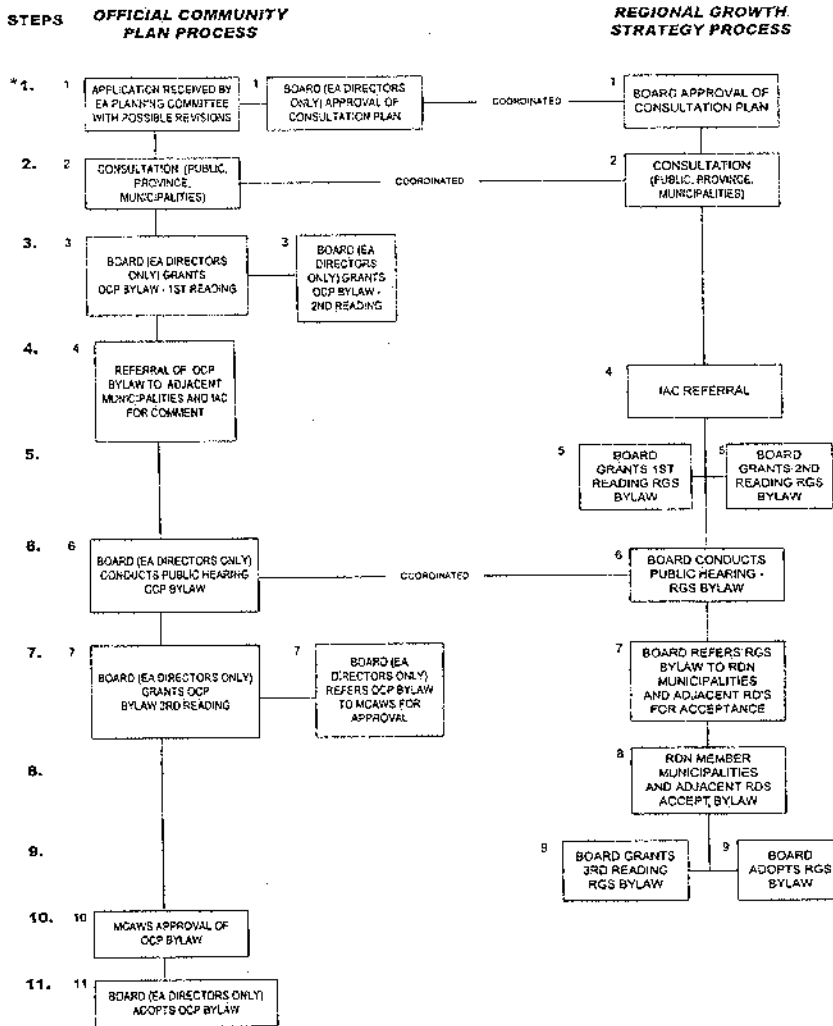 STEPS
OFFICIAL COMMUNITY
PLAN PROCESS
REGIONAL GROWTH
STRATEGY PROCESS
*1.
1
APPLICATION RECEIVED BY
EA PLANNING COMMITTEE
WITH POSSIBLE REVISIONS
1
BOARD (EA DIRECTORS
ONLY) APPROVAL OF
CONSULTATION PLAN
COORDINATED
1
BOARD APPROVAL OF
CONSULTATION PLAN
2.
2
CONSULTATION (PUBLIC,
PROVINCE,
MUNICIPALITIES)
COORDINATED
2
CONSULTATION
(PUBLIC, PROVINCE,
MUNICIPALITIES)
3.
3
BOARD (EA DIRECTORS
ONLY) GRANTS
OCP BYLAW - 1ST READING
3
BOARD (EA
DIRECTORS
ONLY) GRANTS
OCP BYLAW -
2ND READING
4.
4
REFERRAL OF OCP
BYLAW TO ADJACENT
MUNICIPALITIES AND IAC
FOR COMMENT
4
IAC REFERRAL
5.
5
BOARD
GRANTS 1ST
READING RGS
BYLAW
5
BOARD
GRANTS 2ND
READING RGS
BYLAW
6.
6
BOARD (EA DIRECTORS ONLY)
CONDUCTS PUBLIC HEARING
OCP BYLAW
COORDINATED
6
BOARD CONDUCTS
PUBLIC HEARING -
RGS BYLAW
7.
7
BOARD (EA DIRECTORS ONLY)
GRANTS OCP
BYLAW 3RD READING
7
BOARD (EA
DIRECTORS ONLY)
REFERS OCP BYLAW
TO MCAWS FOR
APPROVAL
7
BOARD REFERS RGS
BYLAW TO RDN
MUNICIPALITIES
AND ADJACENT RD'S
FOR ACCEPTANCE
8.
8
RDN MEMBER
MUNICIPALITIES
AND ADJACENT RDS
ACCEPT BYLAW
9.
9
BOARD GRANTS
3RD READING
RGS BYLAW
9
BOARD
ADOPTS RGS
BYLAW
10.
10
MCAWS APPROVAL OF
OCP BYLAW
11.
11
BOARD (EA DIRECTORS ONLY)
ADOPTS OCP BYLAW